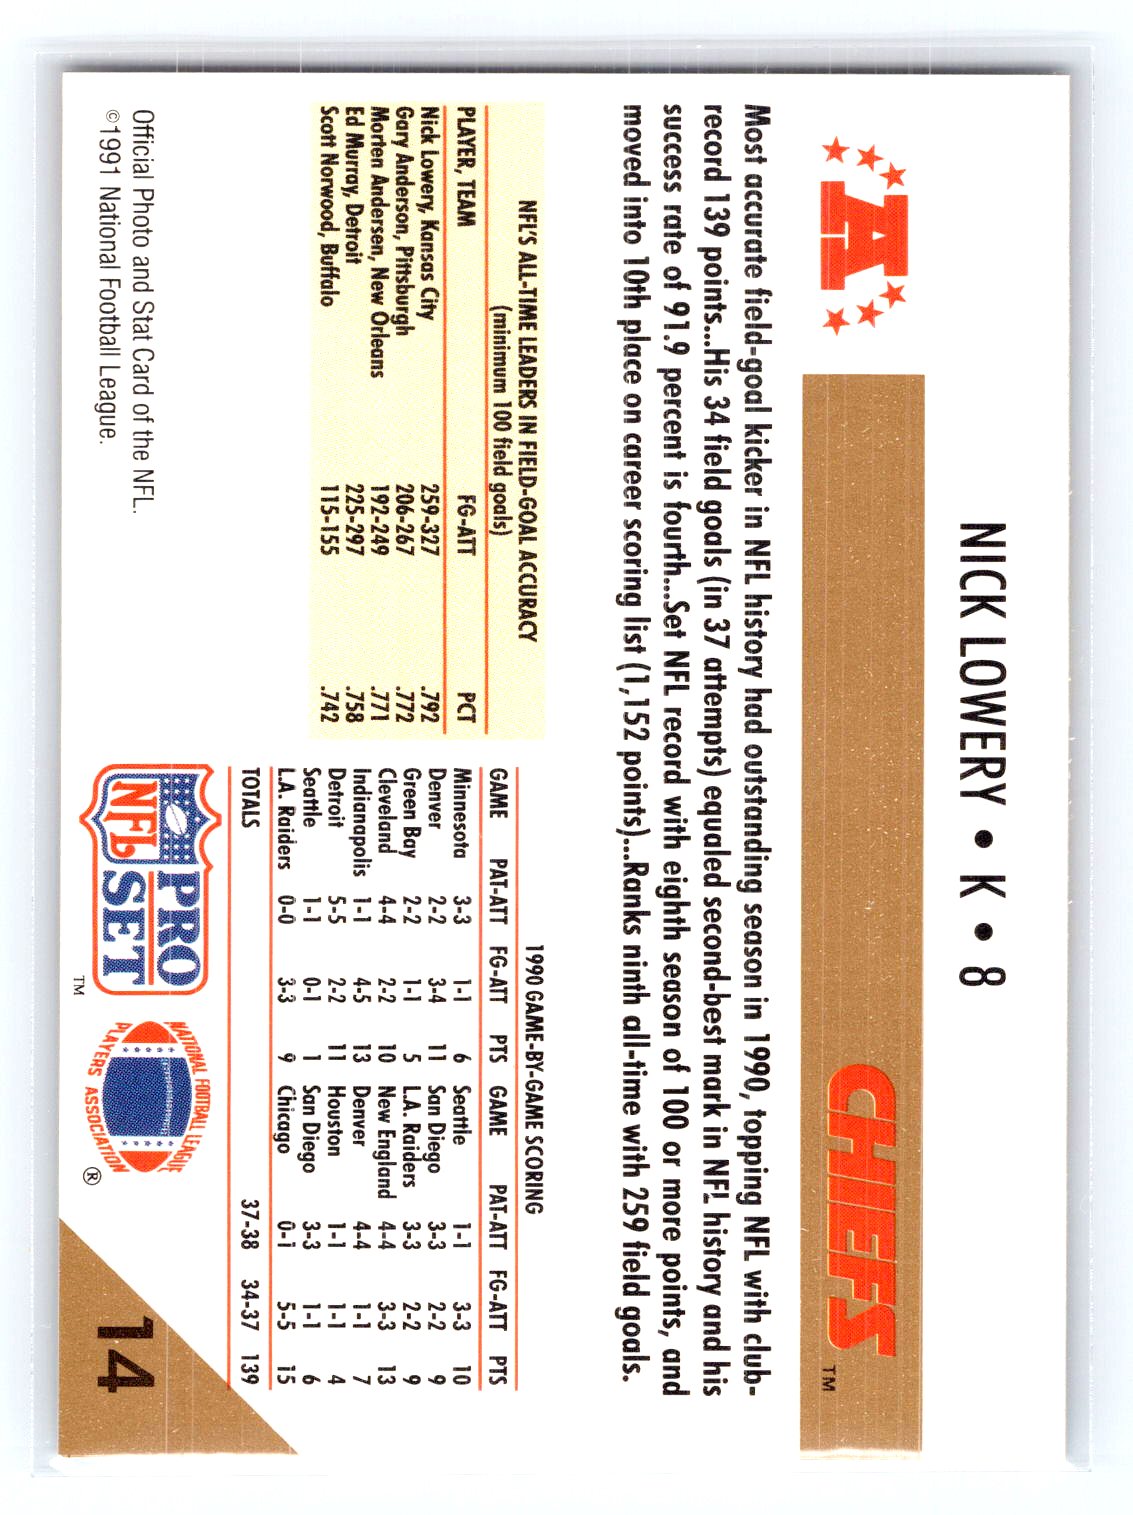 NICK LOWERY • K • 8
A
CHIEFS TM
Most accurate field-goal kicker in NFL history had outstanding season in 1990, topping NFL with club-
record 139 points...His 34 field goals (in 37 attempts) equaled second-best mark in NFL history and his
success rate of 91.9 percent is fourth...Set NFL record with eighth season of 100 or more points, and
moved into 10th place on career scoring list (1,152 points)...Ranks ninth all-time with 259 field goals.
NFL'S ALL-TIME LEADERS IN FIELD-GOAL ACCURACY
(minimum 100 field goals)
PLAYER, TEAM FG-ATT PCT
Nick Lowery, Kansas City 259-327 .792
Gary Anderson, Pittsburgh 206-267 .772
Morten Andersen, New Orleans 192-249 .771
Ed Murray, Detroit 225-297 .758
Scott Norwood, Buffalo 115-155 .742
1990 GAME-BY-GAME SCORING
GAME PAT-ATT FG-ATT PTS GAME PAT-ATT FG-ATT PTS
Minnesota 3-3 1-1 6 Seattle 1-1 3-3 10
Denver 2-2 3-4 11 San Diego 3-3 2-2 9
Green Bay 2-2 1-1 5 L.A. Raiders 3-3 2-2 9
Cleveland 4-4 2-2 10 New England 4-4 3-3 13
Indianapolis 1-1 4-5 13 Denver 4-4 1-1 7
Detroit 5-5 2-2 11 Houston 1-1 1-1 4
Seattle 1-1 0-1 1 San Diego 3-3 1-1 6
L.A. Raiders 0-0 3-3 9 Chicago 0-1 5-5 15
TOTALS 37-38 34-37 139
Official Photo and Stat Card of the NFL.
©1991 National Football League.
NFL PRO SET TM
NATIONAL FOOTBALL LEAGUE
PLAYERS ASSOCIATION ®
14